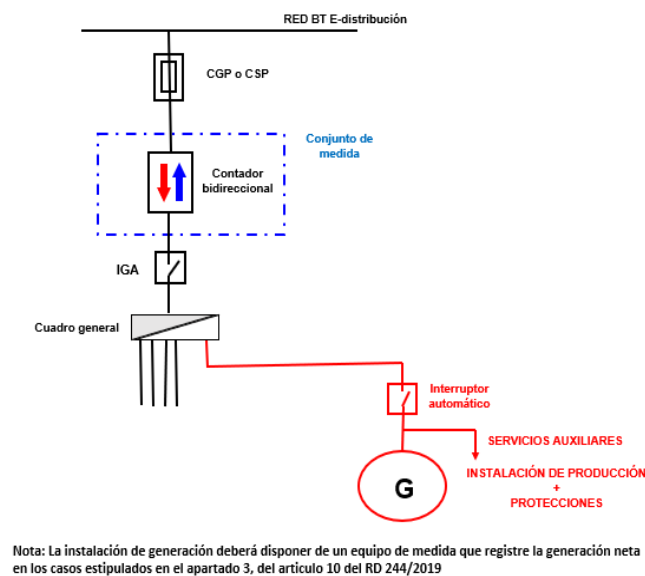 RED BT E-distribución
CGP o CSP
Conjunto de
medida
Contador
bidireccional
IGA
Cuadro general
Interruptor
automático
SERVICIOS AUXILIARES
INSTALACIÓN DE PRODUCCIÓN
+
PROTECCIONES
G
Nota: La instalación de generación deberá disponer de un equipo de medida que registre la generación neta
en los casos estipulados en el apartado 3, del articulo 10 del RD 244/2019